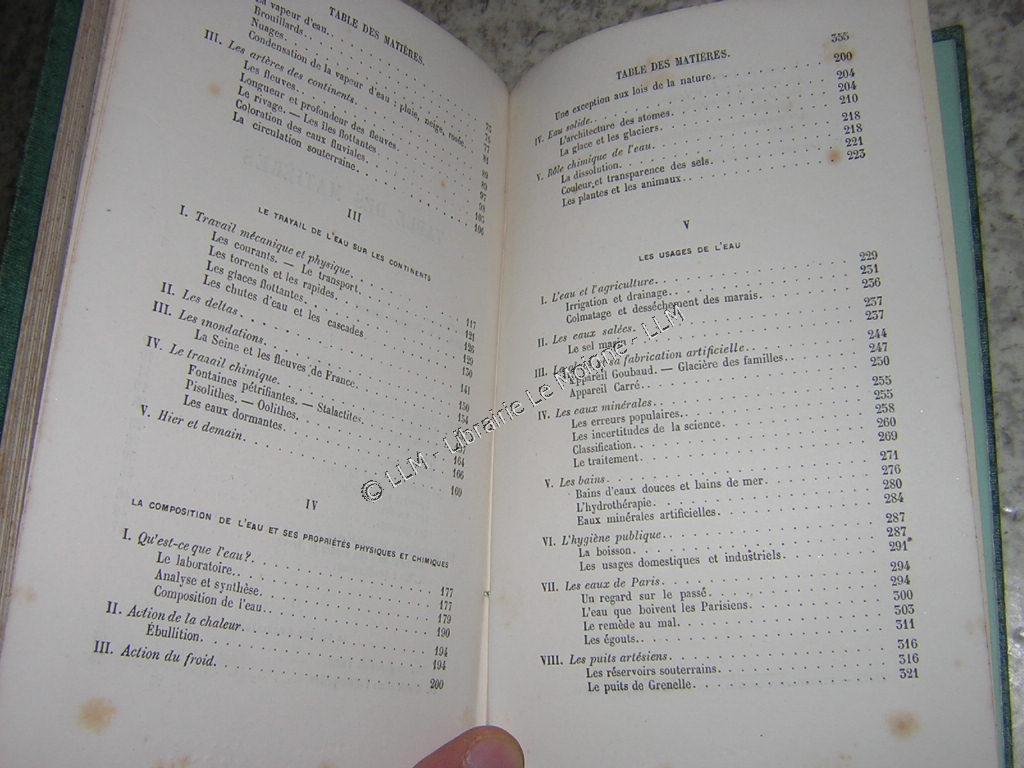 TABLE DES MATIÈRES.
La vapeur d'eau.
Brouillards.
Nuages.
Condensation de la vapeur d'eau; pluie, neige, rosée. 75
III. Les artères des continents. 77
Les fleuves. 81
Longueur et profondeur des fleuves. 89
Le rivage. — Les îles flottantes.
Coloration des eaux fluviales.
La circulation souterraine. 106
III
LE TRAVAIL DE L'EAU SUR LES CONTINENTS
I. Travail mécanique et physique. 117
Les courants. — Le transport. 121
Les torrents et les rapides. 126
Les glaces flottantes. 129
Les chutes d'eau et les cascades
II. Les deltas.
III. Les inondations.
La Seine et les fleuves de France.
IV. Le travail chimique.
Fontaines pétrifiantes. — Stalactites.
Pisolithes. — Oolithes.
Les eaux dormantes 166
V. Hier et demain. 169
IV
LA COMPOSITION DE L'EAU ET SES PROPRIÉTÉS PHYSIQUES ET CHIMIQUES
I. Qu'est-ce que l'eau? 177
Le laboratoire. 177
Analyse et synthèse. 179
Composition de l'eau. 190
II. Action de la chaleur. 194
Ébullition. 194
III. Action du froid. 200
355
TABLE DES MATIÈRES.
Une exception aux lois de la nature. 200
IV. Eau solide. 204
L'architecture des atomes. 204
La glace et les glaciers. 210
V. Rôle chimique de l'eau. 218
La dissolution. 218
Couleur et transparence des sels. 221
Les plantes et les animaux. 223
V
LES USAGES DE L'EAU
I. L'eau et l'agriculture. 229
Irrigation et drainage. 231
Colmatage et desséchement des marais. 236
II. Les eaux salées. 237
Le sel marin. 237
III. sa fabrication artificielle. 244
Appareil Goubaud. — Glacière des familles. 247
Appareil Carré. 250
IV. Les eaux minérales. 255
Les erreurs populaires. 255
Les incertitudes de la science. 258
Classification. 260
Le traitement. 269
V. Les bains. 271
Bains d'eaux douces et bains de mer. 276
L'hydrothérapie. 280
Eaux minérales artificielles. 284
VI. L'hygiène publique. 287
La boisson. 287
Les usages domestiques et industriels. 291
VII. Les eaux de Paris. 294
Un regard sur le passé. 294
L'eau que boivent les Parisiens. 300
Le remède au mal. 303
Les égouts. 311
VIII. Les puits artésiens. 316
Les réservoirs souterrains. 316
Le puits de Grenelle. 321
© LLM - Librairie Le Moigne - LLM